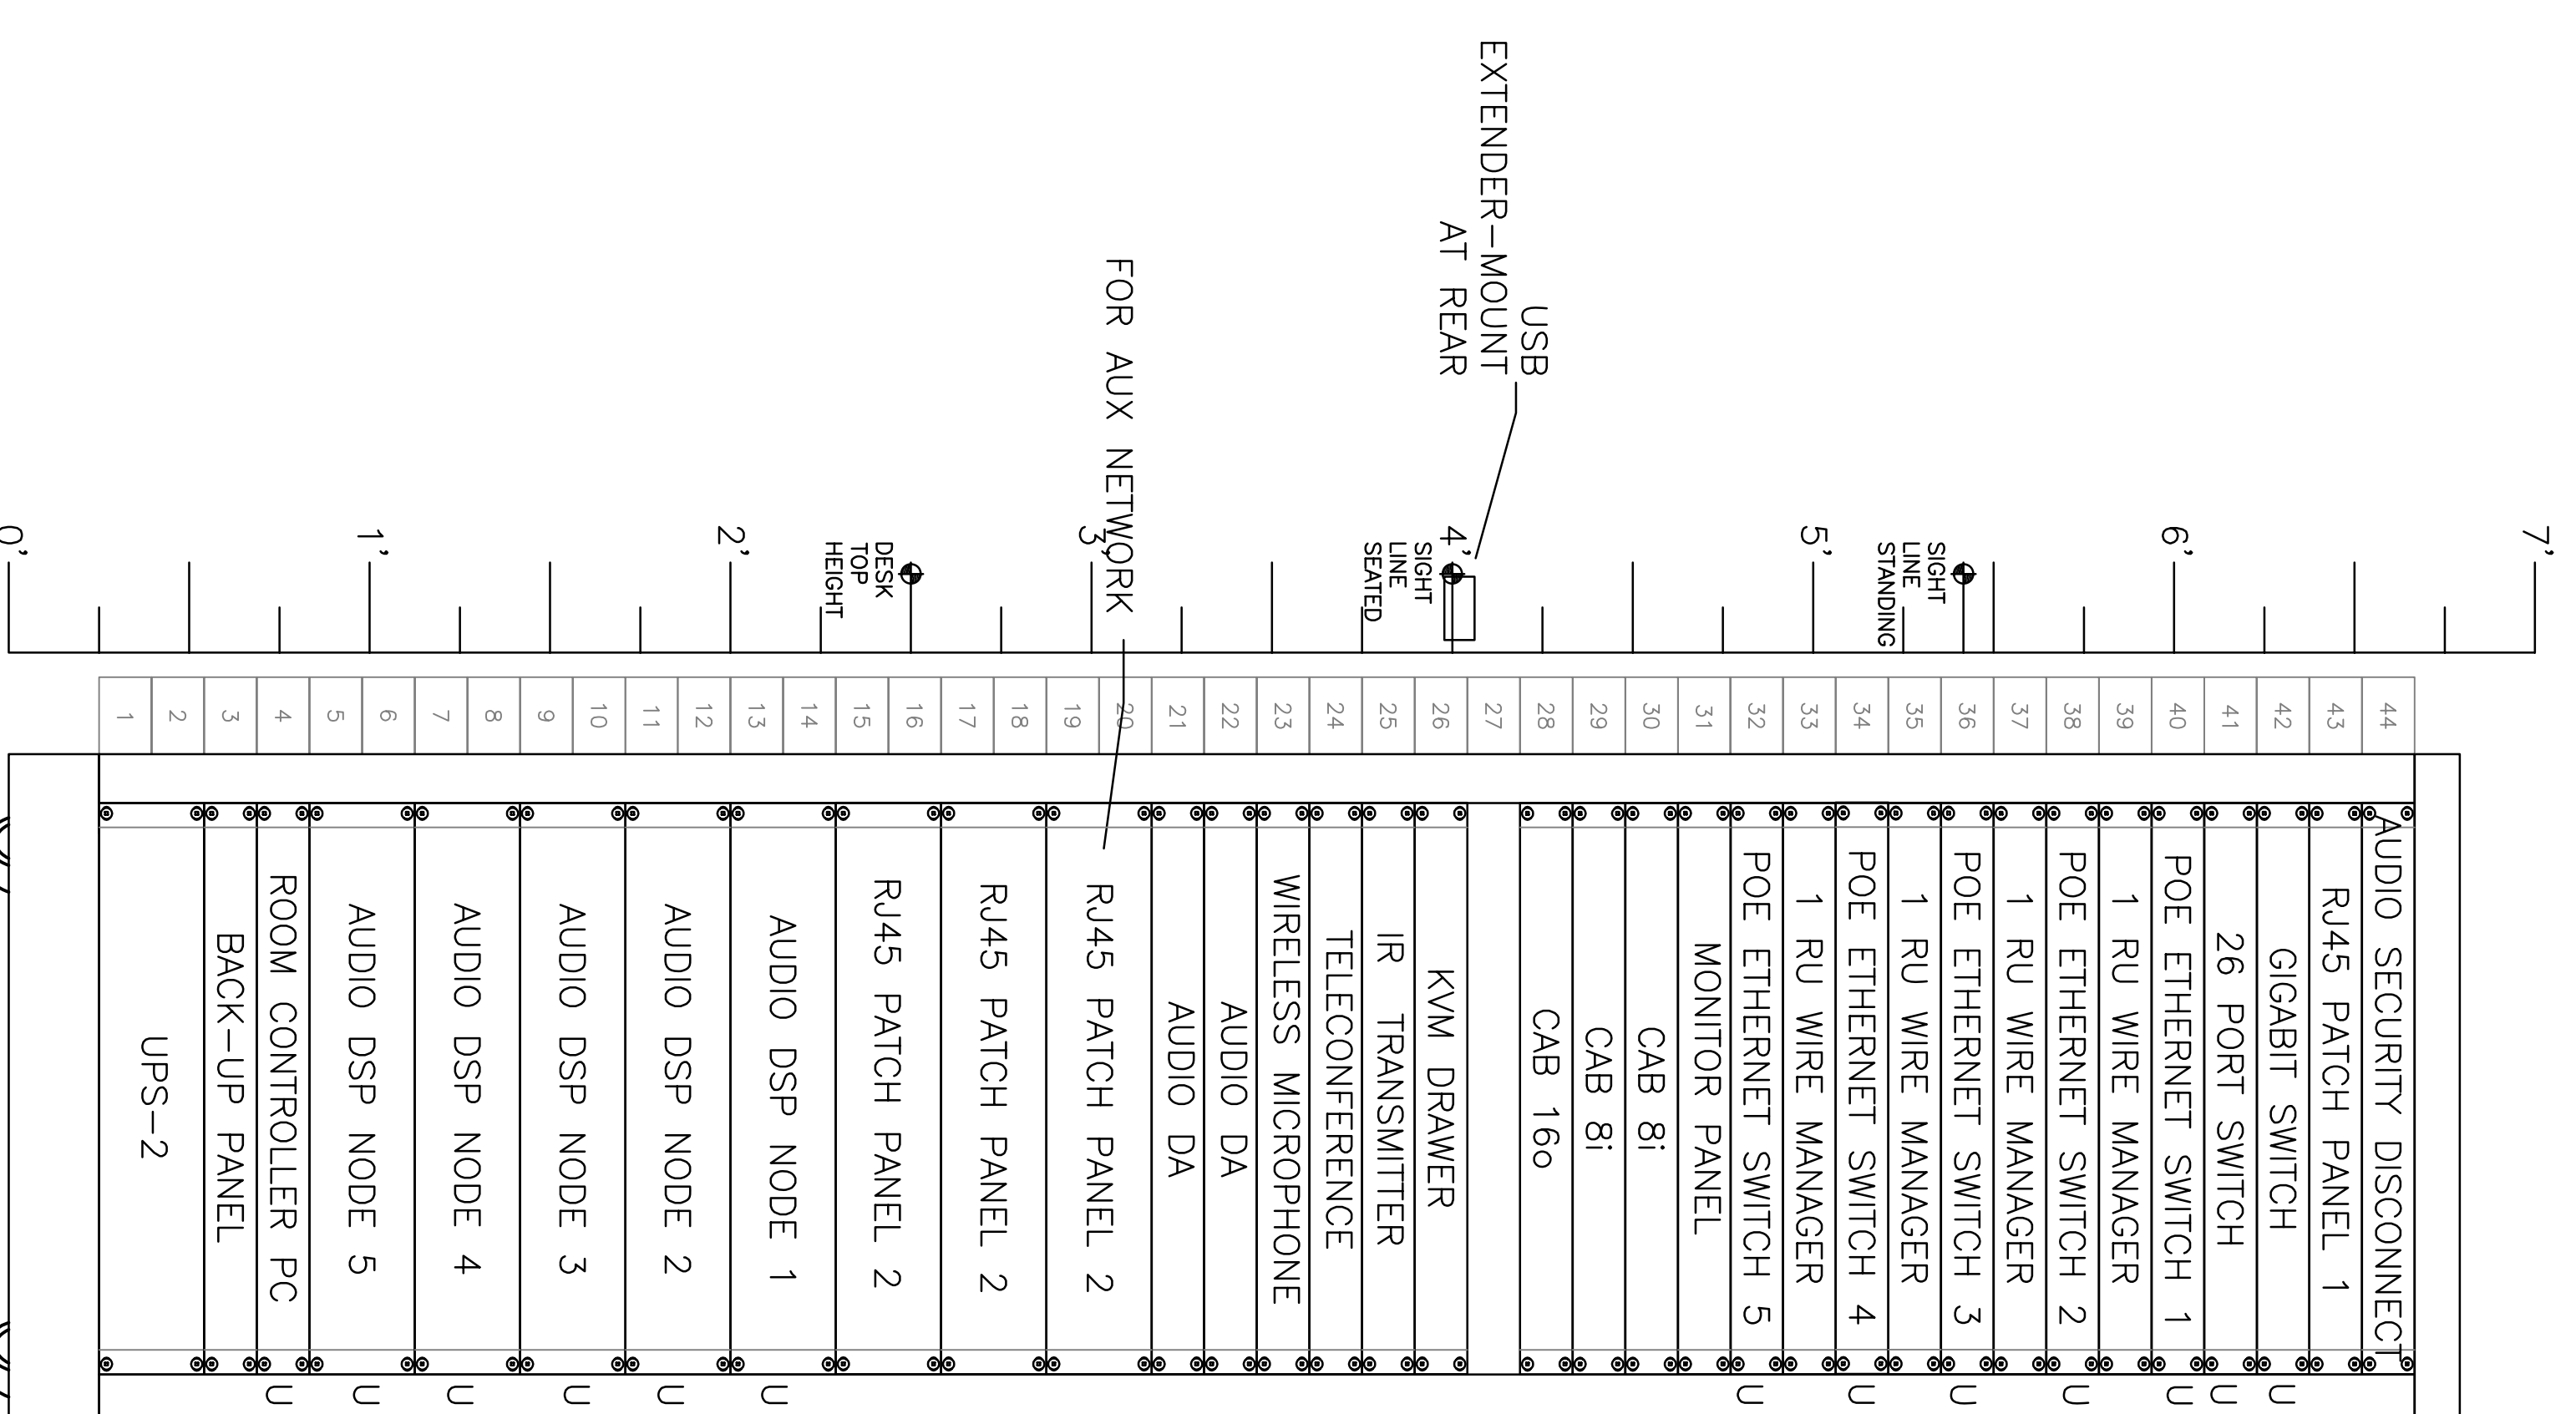 USB
EXTENDER-MOUNT
AT REAR
FOR AUX NETWORK
7'
6'
5'
4'
3'
2'
1'
0'
SIGHT
LINE
STANDING
SIGHT
LINE
SEATED
DESK
TOP
HEIGHT
44
AUDIO SECURITY DISCONNECT
43
RJ45 PATCH PANEL 1
42
GIGABIT SWITCH
U
41
26 PORT SWITCH
U
40
POE ETHERNET SWITCH 1
U
39
1 RU WIRE MANAGER
38
POE ETHERNET SWITCH 2
U
37
1 RU WIRE MANAGER
36
POE ETHERNET SWITCH 3
U
35
1 RU WIRE MANAGER
34
POE ETHERNET SWITCH 4
U
33
1 RU WIRE MANAGER
32
POE ETHERNET SWITCH 5
U
31
MONITOR PANEL
30
CAB 8i
29
CAB 8i
28
CAB 16o
27
26
KVM DRAWER
25
IR TRANSMITTER
24
TELECONFERENCE
23
WIRELESS MICROPHONE
22
AUDIO DA
21
AUDIO DA
20
19
RJ45 PATCH PANEL 2
18
17
RJ45 PATCH PANEL 2
16
15
RJ45 PATCH PANEL 2
14
13
AUDIO DSP NODE 1
U
12
11
AUDIO DSP NODE 2
U
10
9
AUDIO DSP NODE 3
U
8
7
AUDIO DSP NODE 4
U
6
5
AUDIO DSP NODE 5
U
4
ROOM CONTROLLER PC
U
3
BACK-UP PANEL
2
1
UPS-2